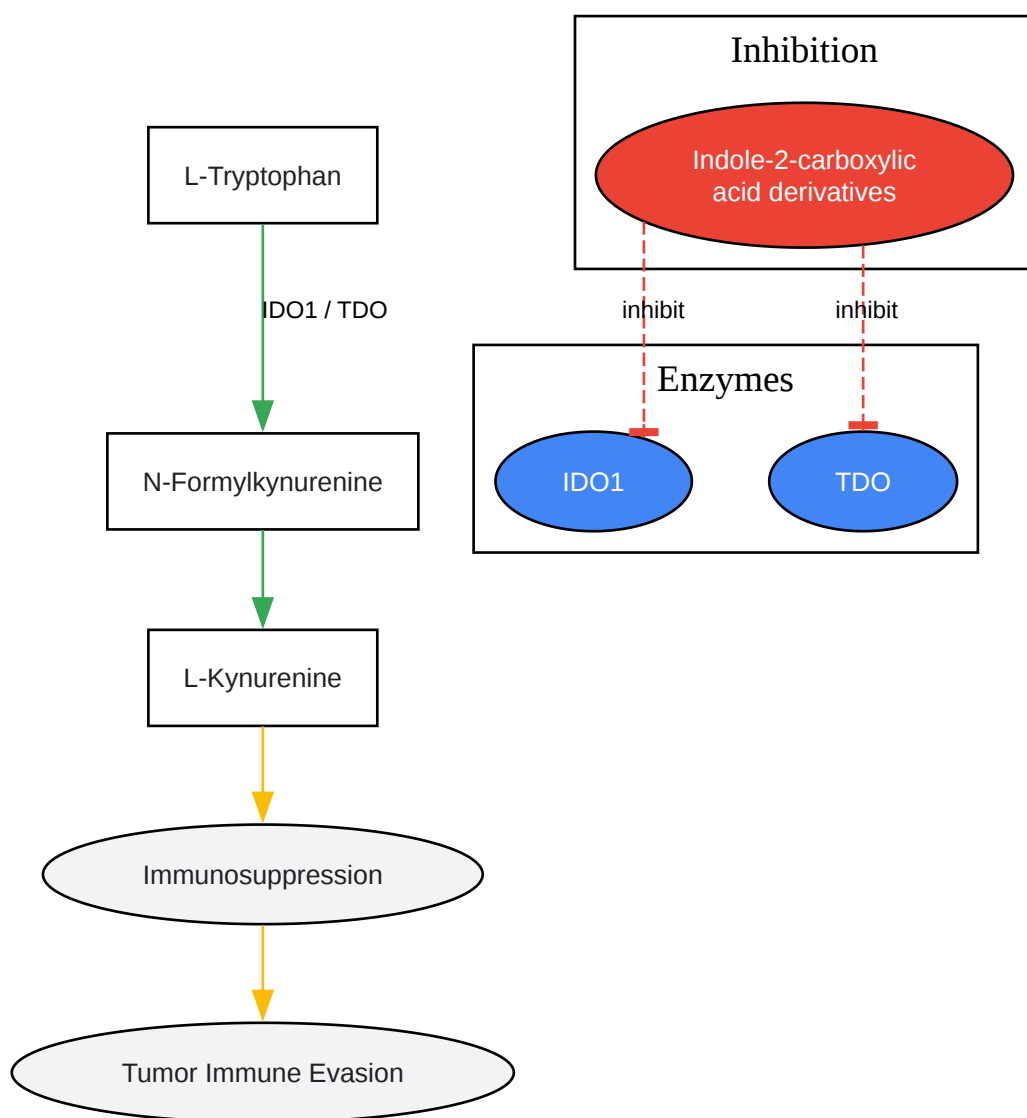 Inhibition
Indole-2-carboxylic
acid derivatives
L-Tryptophan
IDO1 / TDO
inhibit
inhibit
Enzymes
IDO1
TDO
N-Formylkynurenine
L-Kynurenine
Immunosuppression
Tumor Immune Evasion